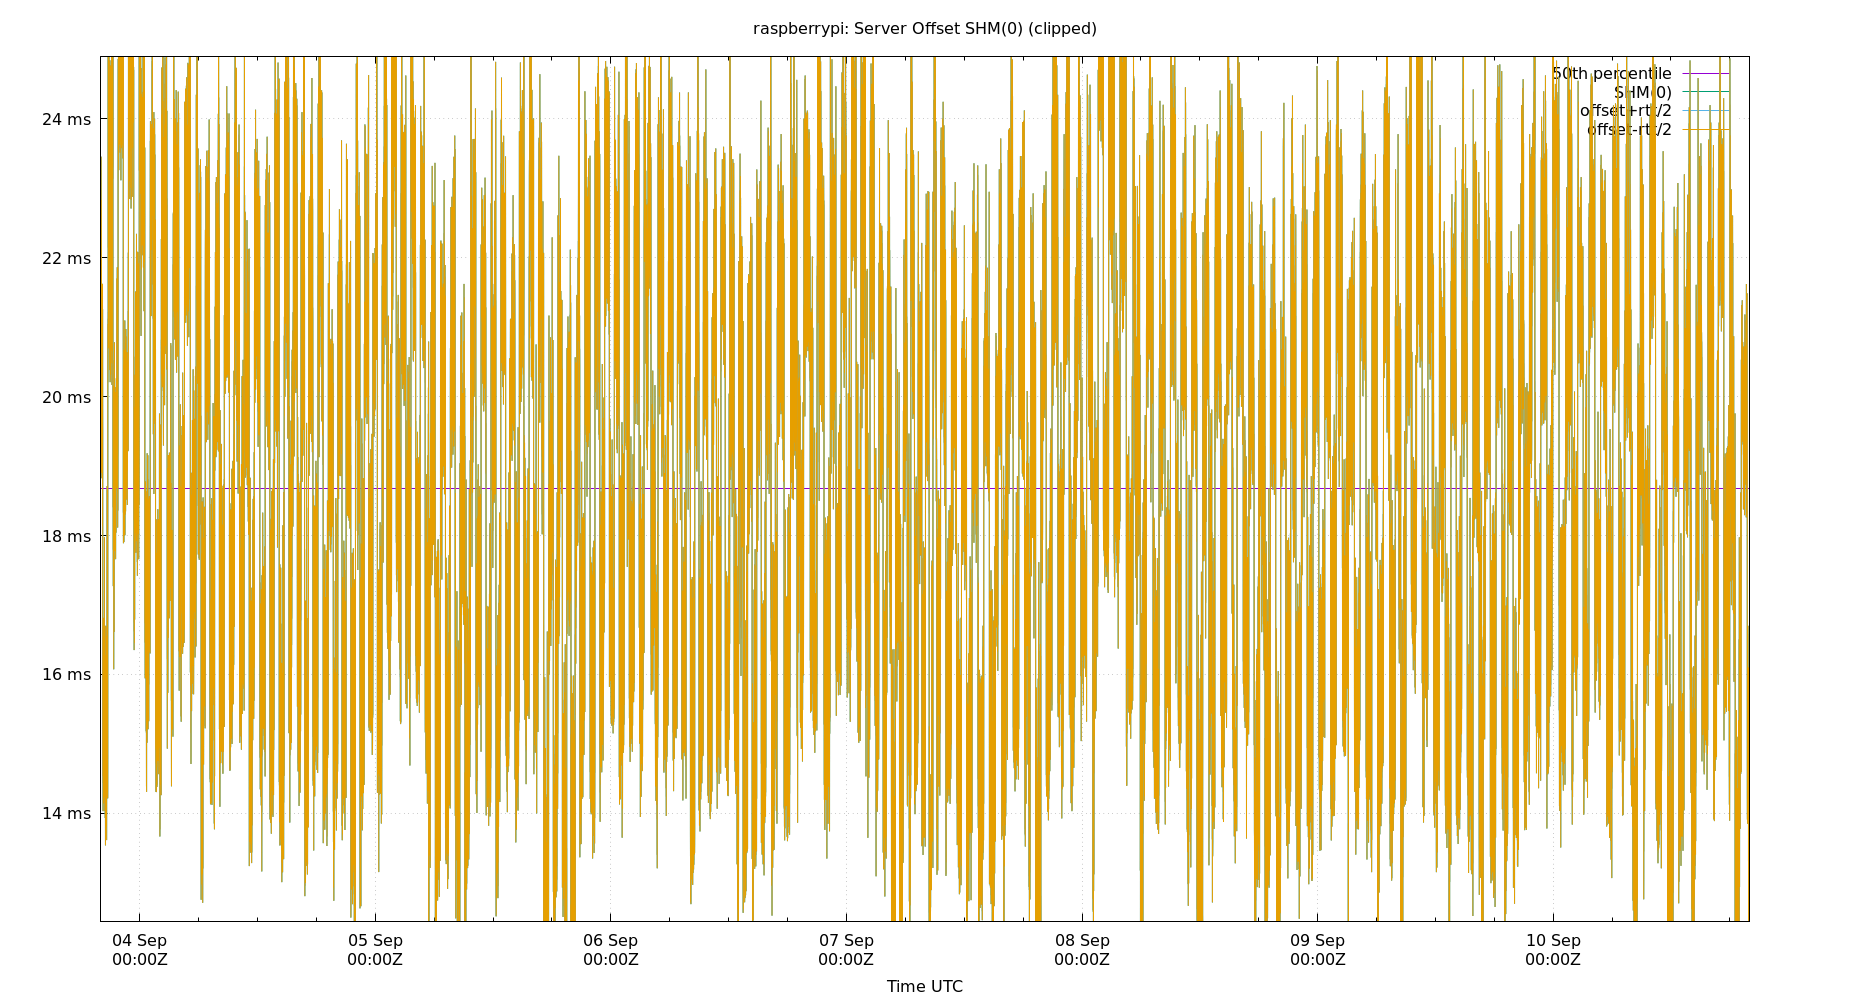 raspberrypi: Server Offset SHM(0) (clipped)
50th percentile
SHM(0)
offset+rtt/2
offset-rtt/2
24 ms
22 ms
20 ms
18 ms
16 ms
14 ms
04 Sep
00:00Z
05 Sep
00:00Z
06 Sep
00:00Z
07 Sep
00:00Z
08 Sep
00:00Z
09 Sep
00:00Z
10 Sep
00:00Z
Time UTC